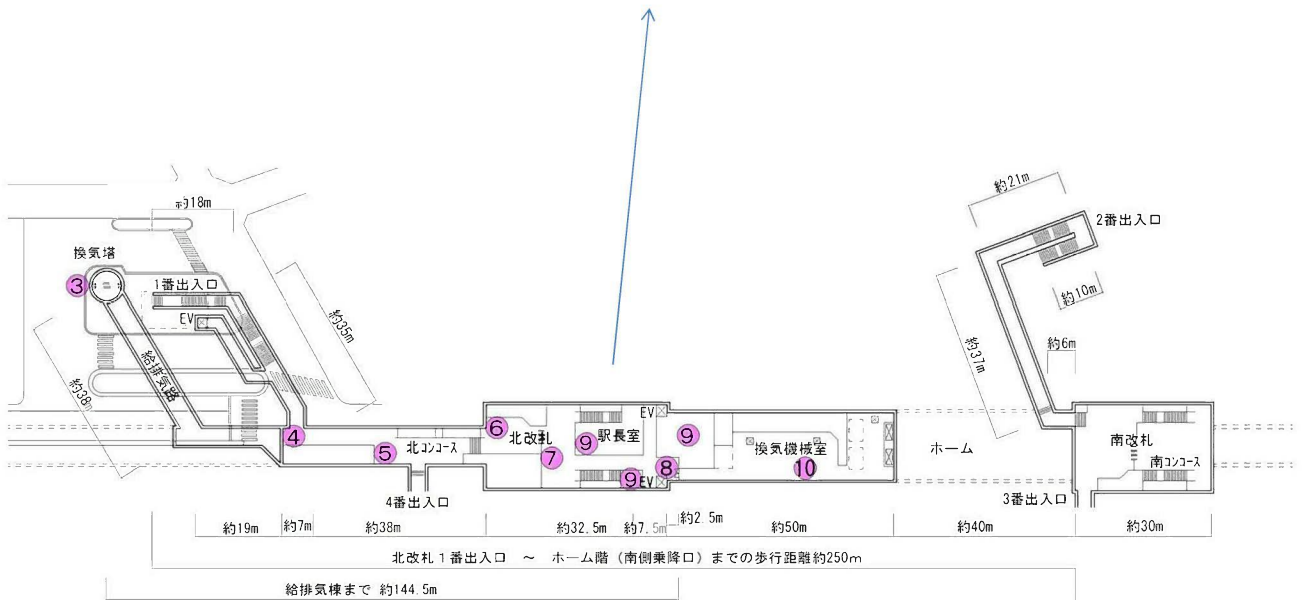 約18m
換気塔
③
1番出入口
EV
約35m
給排気路
約38m
④
⑤
北コンコース
4番出入口
⑥
北改札
⑦
駅長室
⑨
⑨
EV
EV
⑧
⑨
換気機械室
⑩
ホーム
約21m
2番出入口
約10m
約37m
約6m
南改札
南コンコース
3番出入口
約19m
約7m
約38m
約32.5m
約7.5m
約2.5m
約50m
約40m
約30m
北改札1番出入口 ～ ホーム階(南側乗降口)までの歩行距離約250m
給排気棟まで 約144.5m